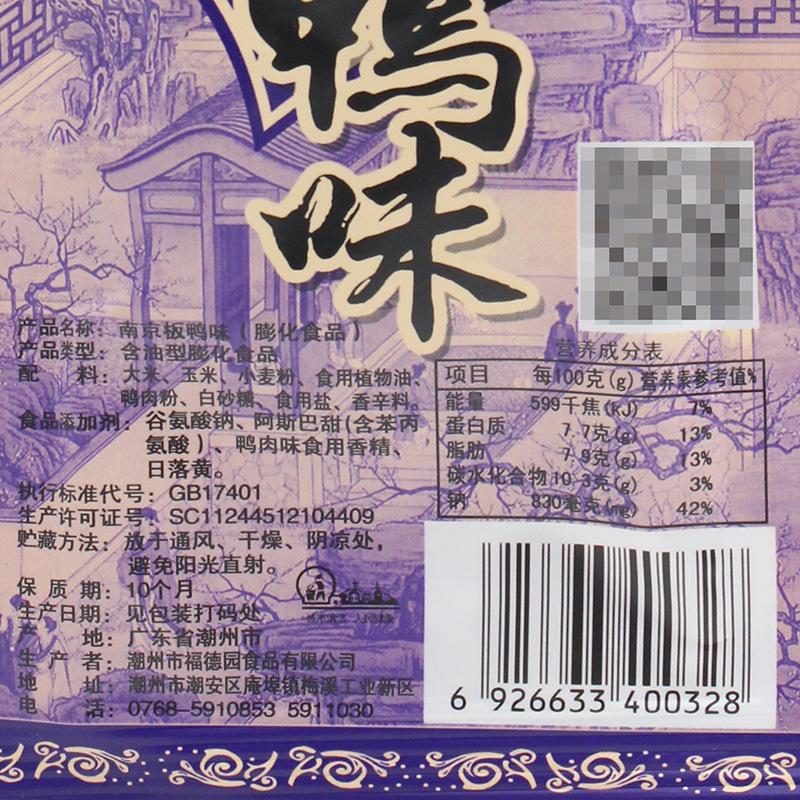 鸭
味
产品名称：南京板鸭味（膨化食品）
产品类型：含油型膨化食品
配 料：大米、玉米、小麦粉、食用植物油、
鸭肉粉、白砂糖、食用盐、香辛料。
食品添加剂：谷氨酸钠、阿斯巴甜(含苯丙
氨酸)、鸭肉味食用香精、
日落黄。
执行标准代号：GB17401
生产许可证号：SC11244512104409
贮藏方法：放于通风、干燥、阴凉处，
避免阳光直射。
保 质 期：10个月
生产日期：见包装打码处
产 地：广东省潮州市
生 产 者：潮州市福德园食品有限公司
地 址：潮州市潮安区庵埠镇梅溪工业新区
电 话：0768-5910853 5911030
营养成分表
项目 每100克(g) 营养素参考值%
能量 599千焦(kJ) 7%
蛋白质 7.7克(g) 13%
脂肪 7.9克(g) 13%
碳水化合物 10.3克(g) 3%
钠 830毫克(mg) 42%
6 926633 400328